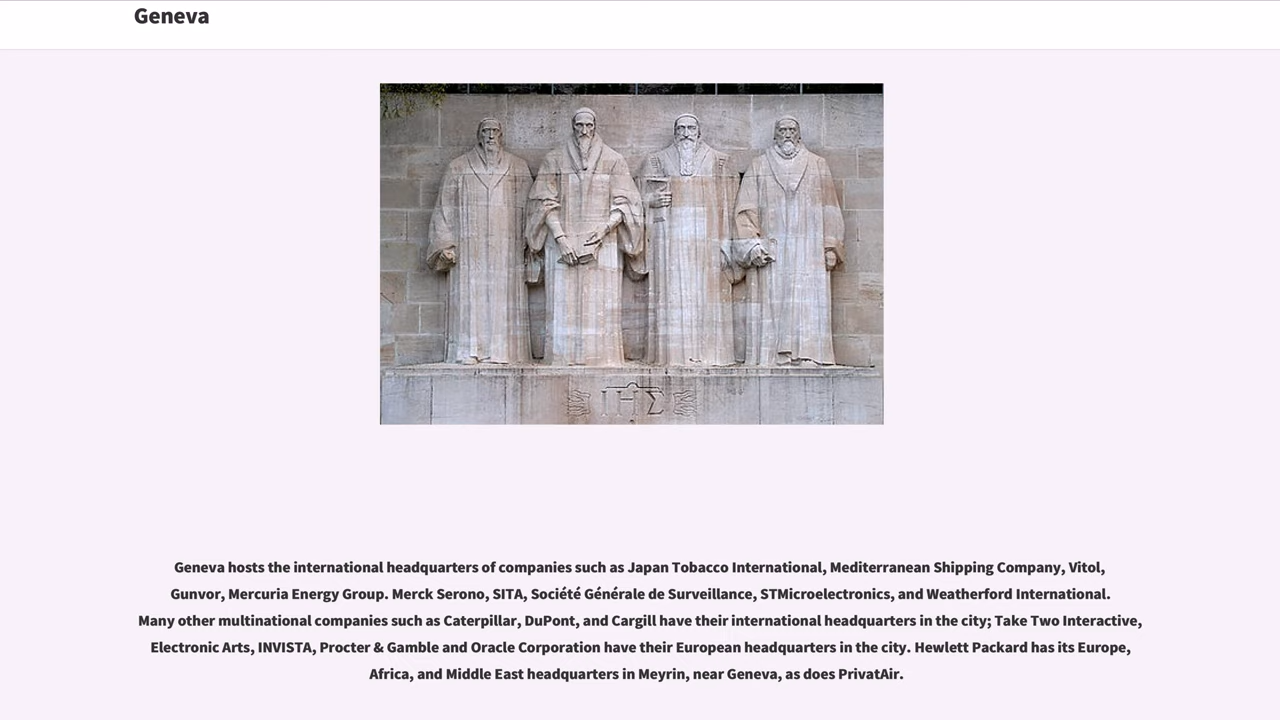 Geneva
ΙΗΣ
Geneva hosts the international headquarters of companies such as Japan Tobacco International, Mediterranean Shipping Company, Vitol,
Gunvor, Mercuria Energy Group. Merck Serono, SITA, Société Générale de Surveillance, STMicroelectronics, and Weatherford International.
Many other multinational companies such as Caterpillar, DuPont, and Cargill have their international headquarters in the city; Take Two Interactive,
Electronic Arts, INVISTA, Procter & Gamble and Oracle Corporation have their European headquarters in the city. Hewlett Packard has its Europe,
Africa, and Middle East headquarters in Meyrin, near Geneva, as does PrivatAir.